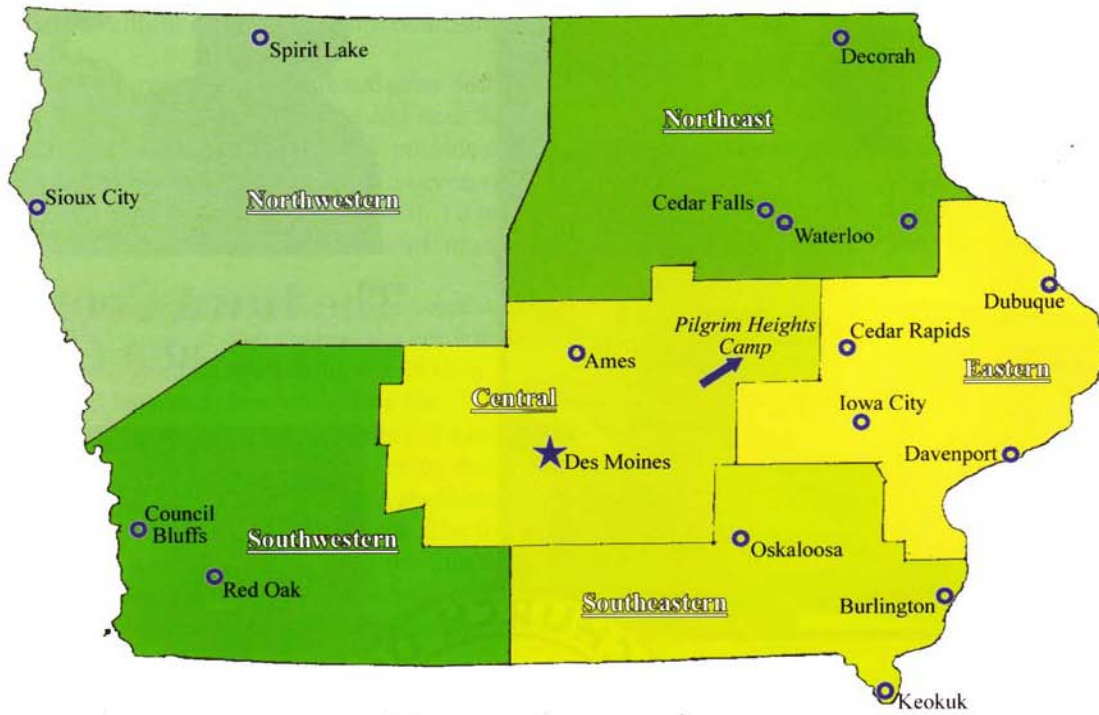 Spirit Lake
Decorah
Northeast
Sioux City
Northwestern
Cedar Falls
Waterloo
Dubuque
Pilgrim Heights
Camp
Cedar Rapids
Ames
Eastern
Central
Iowa City
Des Moines
Davenport
Council
Bluffs
Southwestern
Oskaloosa
Red Oak
Southeastern
Burlington
Keokuk